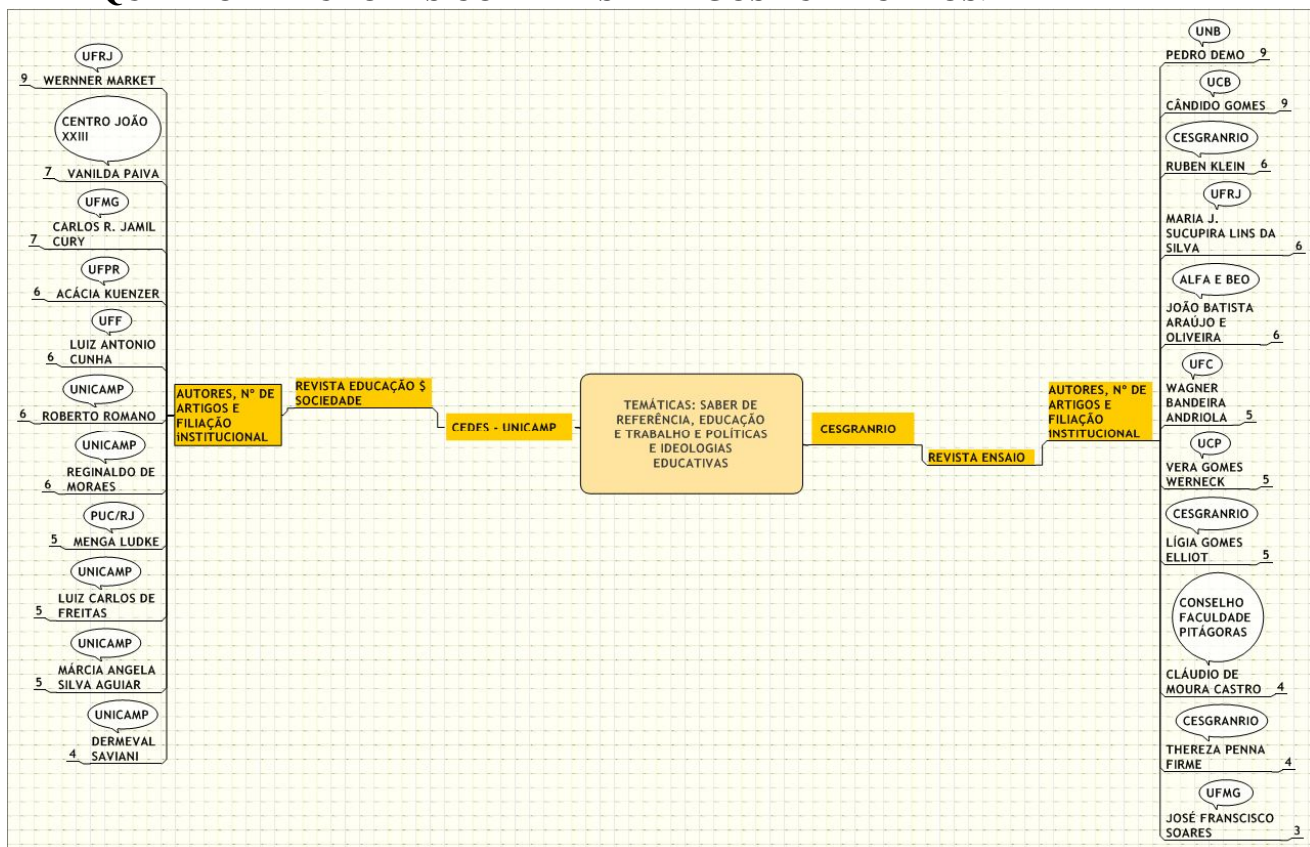 UFRJ
9 WERNNER MARKET
CENTRO JOÃO
XXIII
7 VANILDA PAIVA
UFMG
CARLOS R. JAMIL
7 CURY
UFPR
6 ACÁCIA KUENZER
UFF
LUIZ ANTONIO
6 CUNHA
UNICAMP
6 ROBERTO ROMANO
UNICAMP
REGINALDO DE
6 MORAES
PUC/RJ
5 MENGA LUDKE
UNICAMP
LUIZ CARLOS DE
5 FREITAS
UNICAMP
MÁRCIA ANGELA
5 SILVA AGUIAR
UNICAMP
DERMEVAL
4 SAVIANI
AUTORES, Nº DE
ARTIGOS E
FILIAÇÃO
INSTITUCIONAL
REVISTA EDUCAÇÃO $
SOCIEDADE
CEDES - UNICAMP
TEMÁTICAS: SABER DE
REFERÊNCIA, EDUCAÇÃO
E TRABALHO E POLÍTICAS
E IDEOLOGIAS
EDUCATIVAS
CESGRANRIO
REVISTA ENSAIO
AUTORES, Nº DE
ARTIGOS E
FILIAÇÃO
INSTITUCIONAL
UNB
PEDRO DEMO 9
UCB
CÂNDIDO GOMES 9
CESGRANRIO
RUBEN KLEIN 6
UFRJ
MARIA J.
SUCUPIRA LINS DA
SILVA 6
ALFA E BEO
JOÃO BATISTA
ARAÚJO E
OLIVEIRA 6
UFC
WAGNER
BANDEIRA
ANDRIOLA 5
UCP
VERA GOMES
WERNECK 5
CESGRANRIO
LÍGIA GOMES
ELLIOT 5
CONSELHO
FACULDADE
PITÁGORAS
CLÁUDIO DE
MOURA CASTRO 4
CESGRANRIO
THEREZA PENNA
FIRME 4
UFMG
JOSÉ FRANSCISCO
SOARES 3